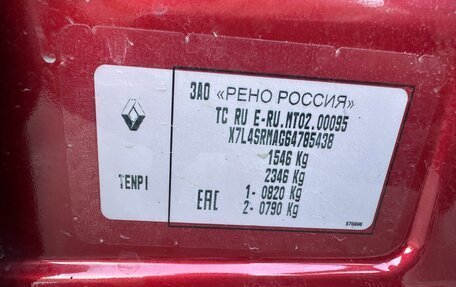 ЗАО «РЕНО РОССИЯ»
TC RU E-RU.MT02.00095
X7L4SRMAG64785438
1546 Kg
2346 Kg
TENPI
EAC
1- 0820 Kg
2- 0790 Kg
576896